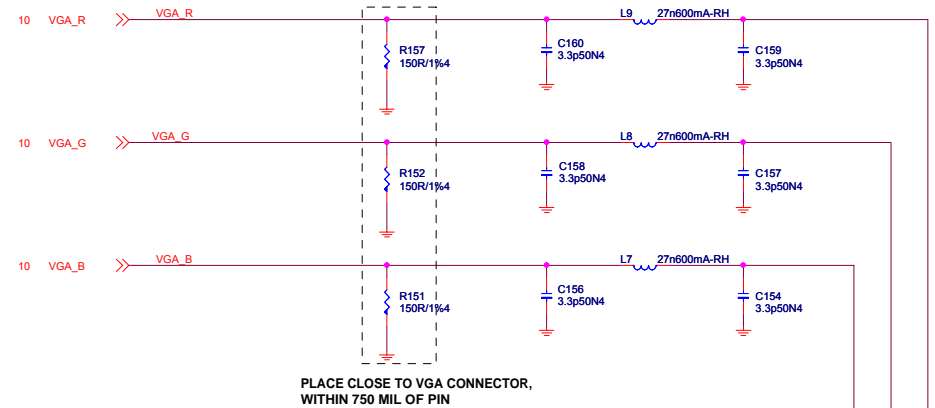 10 VGA_R VGA_R L9 27n600mA-RH
R157 C160 C159
150R/1%4 3.3p50N4 3.3p50N4
10 VGA_G VGA_G L8 27n600mA-RH
R152 C158 C157
150R/1%4 3.3p50N4 3.3p50N4
10 VGA_B VGA_B L7 27n600mA-RH
R151 C156 C154
150R/1%4 3.3p50N4 3.3p50N4
PLACE CLOSE TO VGA CONNECTOR,
WITHIN 750 MIL OF PIN